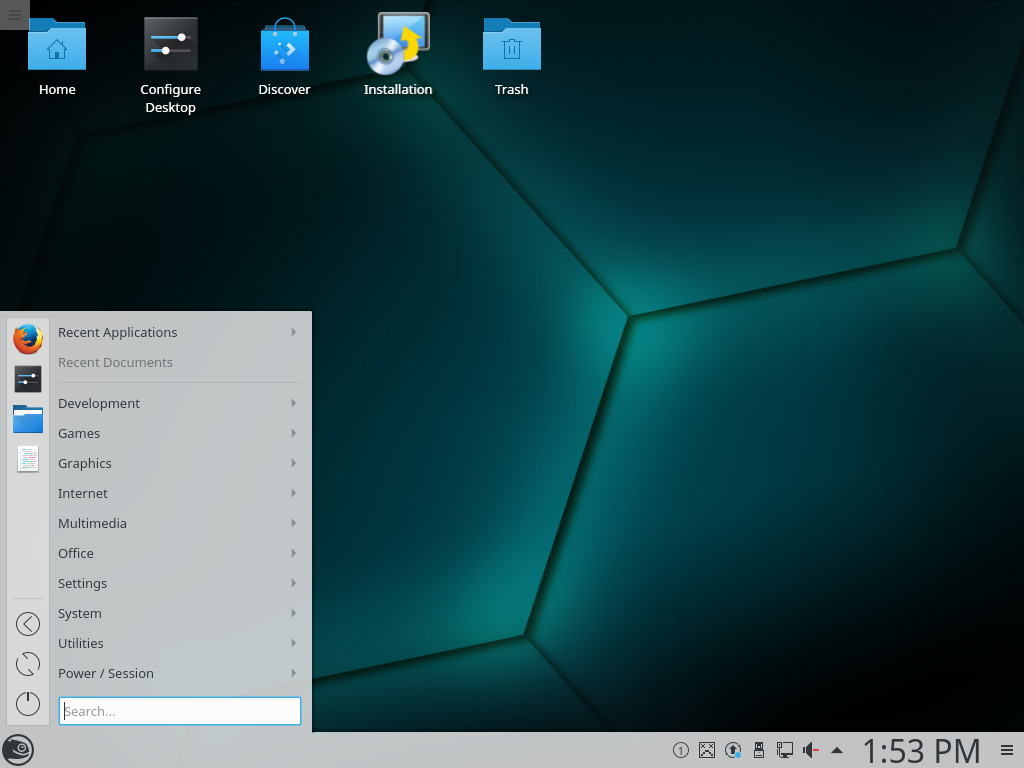 Home
Configure
Desktop
Discover
Installation
Trash
Recent Applications
Recent Documents
Development
Games
Graphics
Internet
Multimedia
Office
Settings
System
Utilities
Power / Session
Search...
1
1:53 PM